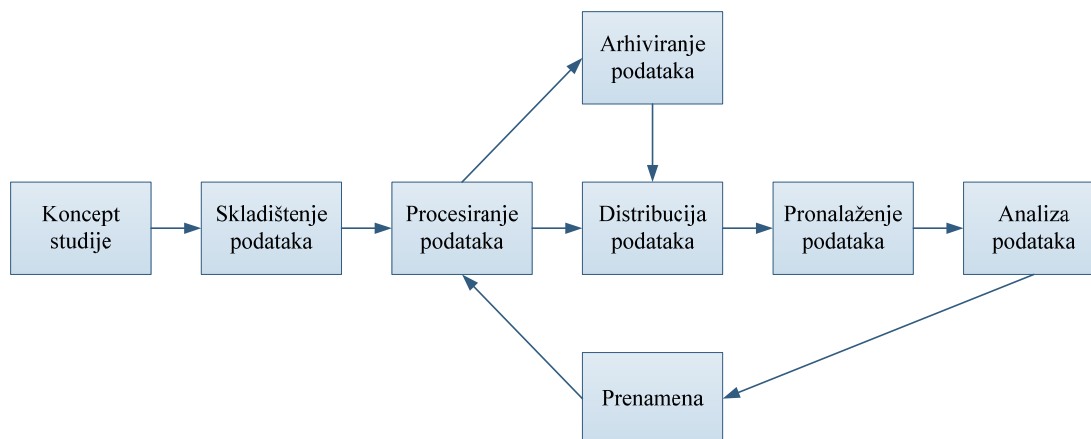 Arhiviranje
podataka
Koncept
studije
Skladištenje
podataka
Procesiranje
podataka
Distribucija
podataka
Pronalaženje
podataka
Analiza
podataka
Prenamena